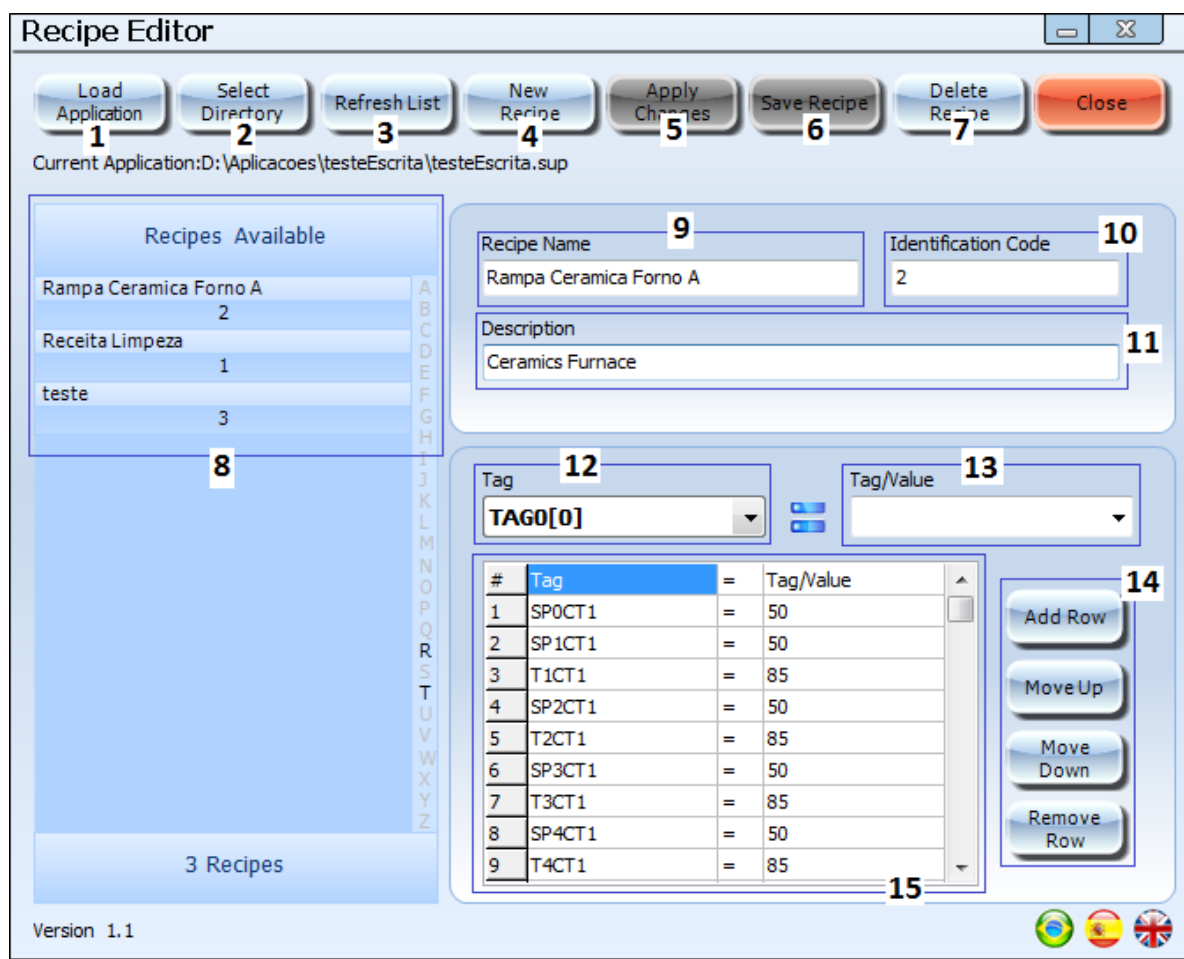 Recipe Editor
Load Application
1
Select Directory
2
Refresh List
3
New Recipe
4
Apply Changes
5
Save Recipe
6
Delete Recipe
7
Close
Current Application:D:\Aplicacoes\testeEscrita\testeEscrita.sup
Recipes Available
Rampa Ceramica Forno A
2
Receita Limpeza
1
teste
3
8
A
B
C
D
E
F
G
H
I
J
K
L
M
N
O
P
Q
R
S
T
U
V
W
X
Y
Z
3 Recipes
Recipe Name
9
Rampa Ceramica Forno A
Identification Code
10
2
Description
11
Ceramics Furnace
Tag
12
TAG0[0]
Tag/Value
13
# Tag = Tag/Value
1 SP0CT1 = 50
2 SP1CT1 = 50
3 T1CT1 = 85
4 SP2CT1 = 50
5 T2CT1 = 85
6 SP3CT1 = 50
7 T3CT1 = 85
8 SP4CT1 = 50
9 T4CT1 = 85
15
14
Add Row
Move Up
Move
Down
Remove
Row
Version 1.1